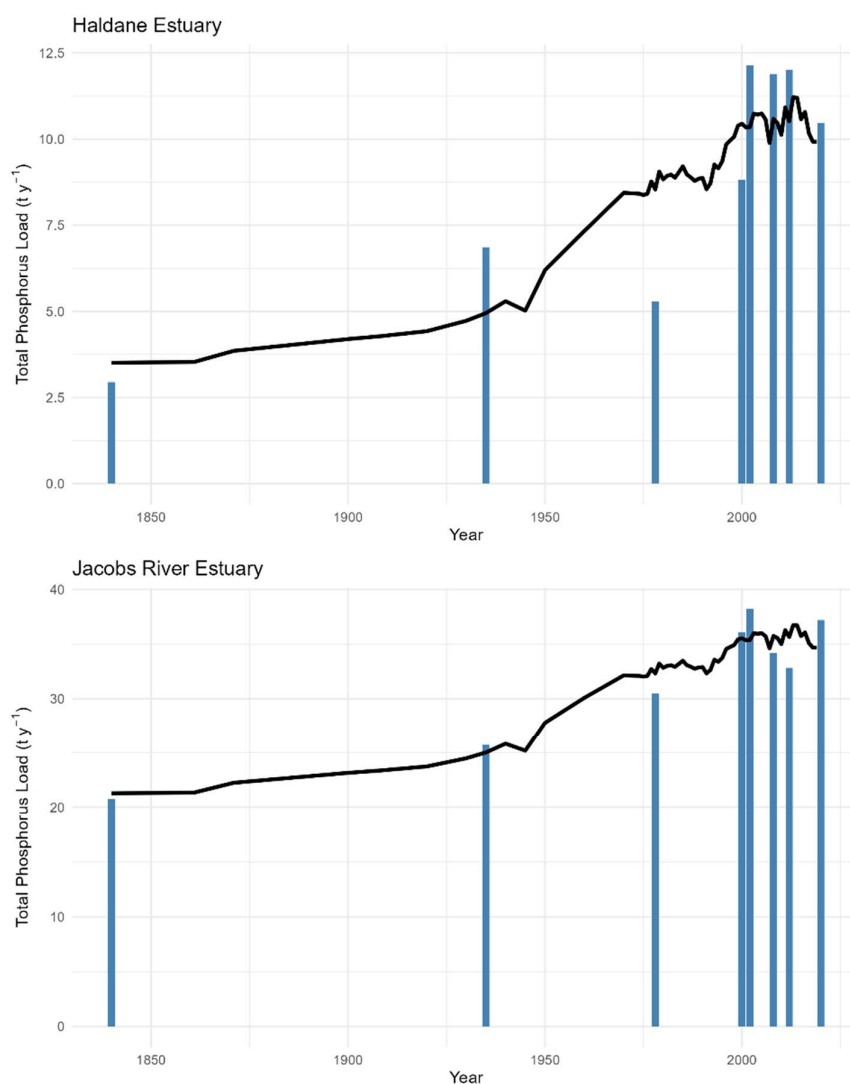 Haldane Estuary
12.5
10.0
7.5
5.0
2.5
0.0
Total Phosphorus Load (t y⁻¹)
1850 1900 1950 2000
Year
Jacobs River Estuary
40
30
20
10
0
Total Phosphorus Load (t y⁻¹)
1850 1900 1950 2000
Year